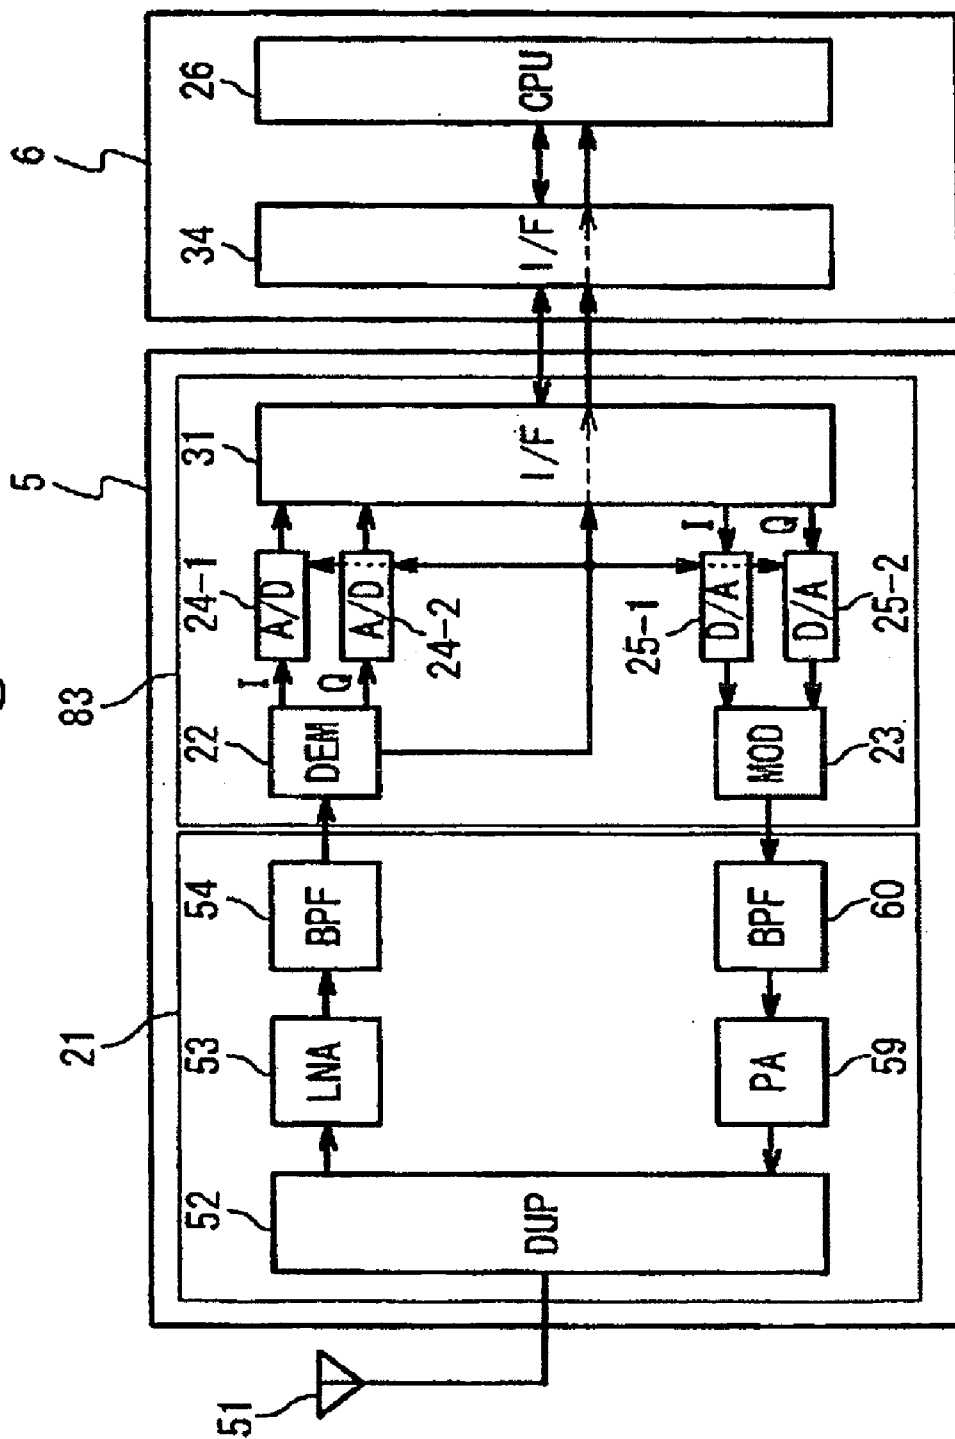 5
6
83
21
22
24-1
31
34
26
52
53
54
DEM
I
A/D
LNA
BPF
Q
A/D
24-2
51
DUP
I/F
I/F
CPU
25-1
I
D/A
PA
BPF
MOD
Q
D/A
59
60
23
25-2